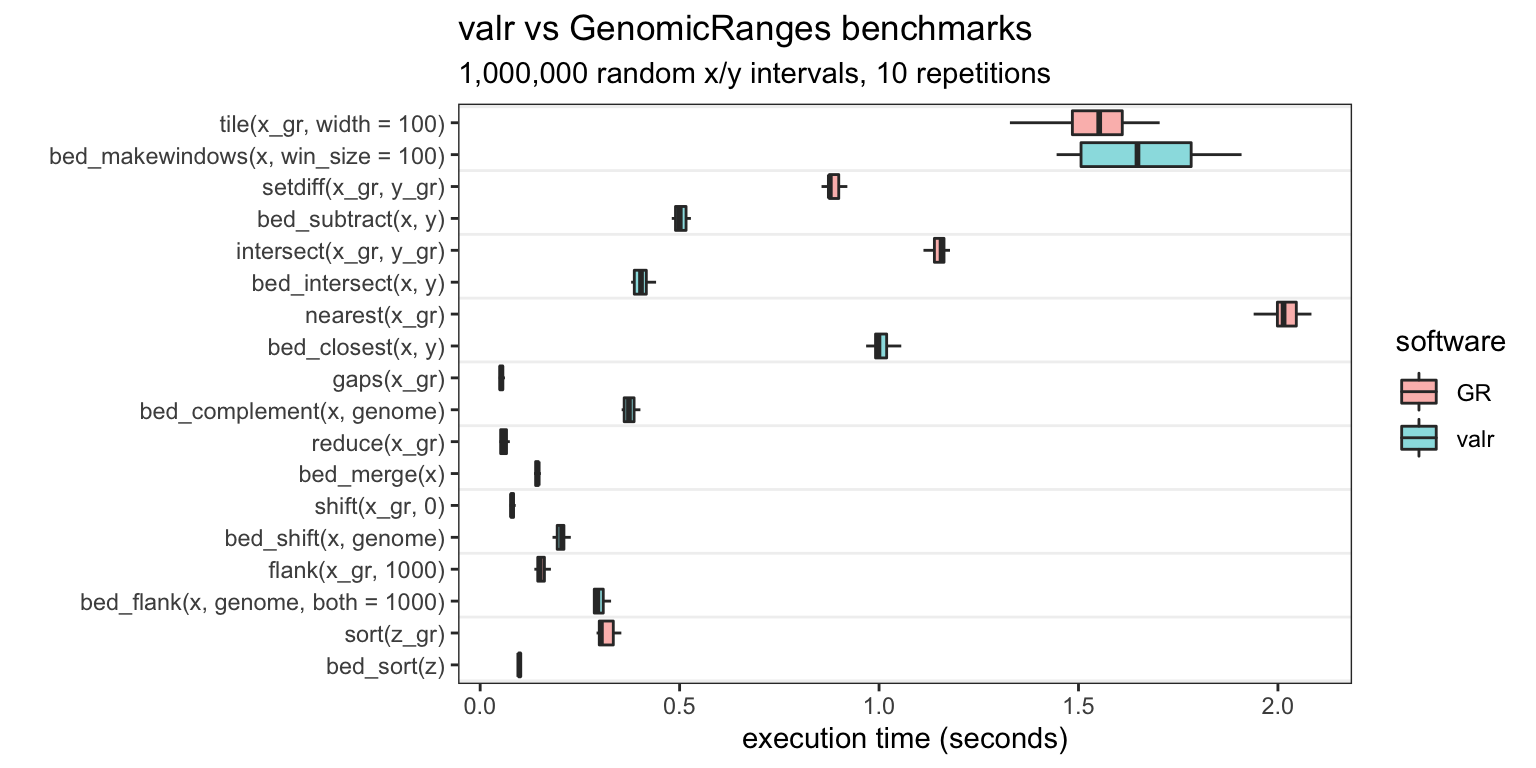 valr vs GenomicRanges benchmarks
1,000,000 random x/y intervals, 10 repetitions
tile(x_gr, width = 100)
bed_makewindows(x, win_size = 100)
setdiff(x_gr, y_gr)
bed_subtract(x, y)
intersect(x_gr, y_gr)
bed_intersect(x, y)
nearest(x_gr)
bed_closest(x, y)
gaps(x_gr)
bed_complement(x, genome)
reduce(x_gr)
bed_merge(x)
shift(x_gr, 0)
bed_shift(x, genome)
flank(x_gr, 1000)
bed_flank(x, genome, both = 1000)
sort(z_gr)
bed_sort(z)
0.0 0.5 1.0 1.5 2.0
execution time (seconds)
software
GR
valr